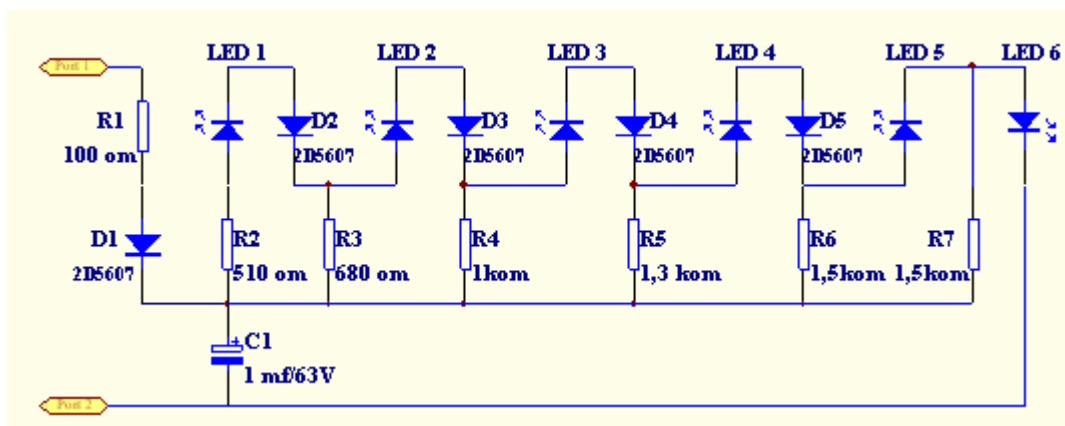 LED 1 LED 2 LED 3 LED 4 LED 5 LED 6
Port 1
R1 D2 D3 D4 D5
100 om 2D5607 2D5607 2D5607 2D5607
D1 R2 R3 R4 R5 R6 R7
2D5607 510 om 680 om 1kom 1,3 kom 1,5kom 1,5kom
+
C1
1 mf/63V
Port 2